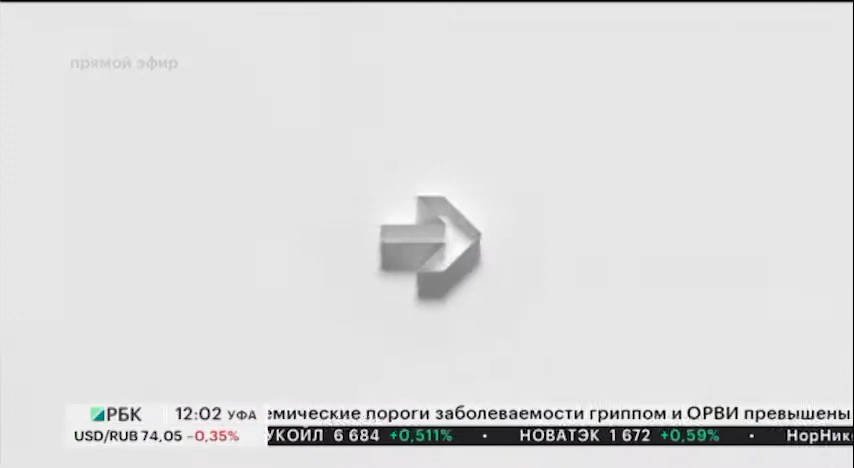 прямой эфир
РБК 12:02 УФА емические пороги заболеваемости гриппом и ОРВИ превышены
USD/RUB 74,05 -0,35% УКОЙЛ 6 684 +0,511% · НОВАТЭК 1 672 +0,59% · НорНик